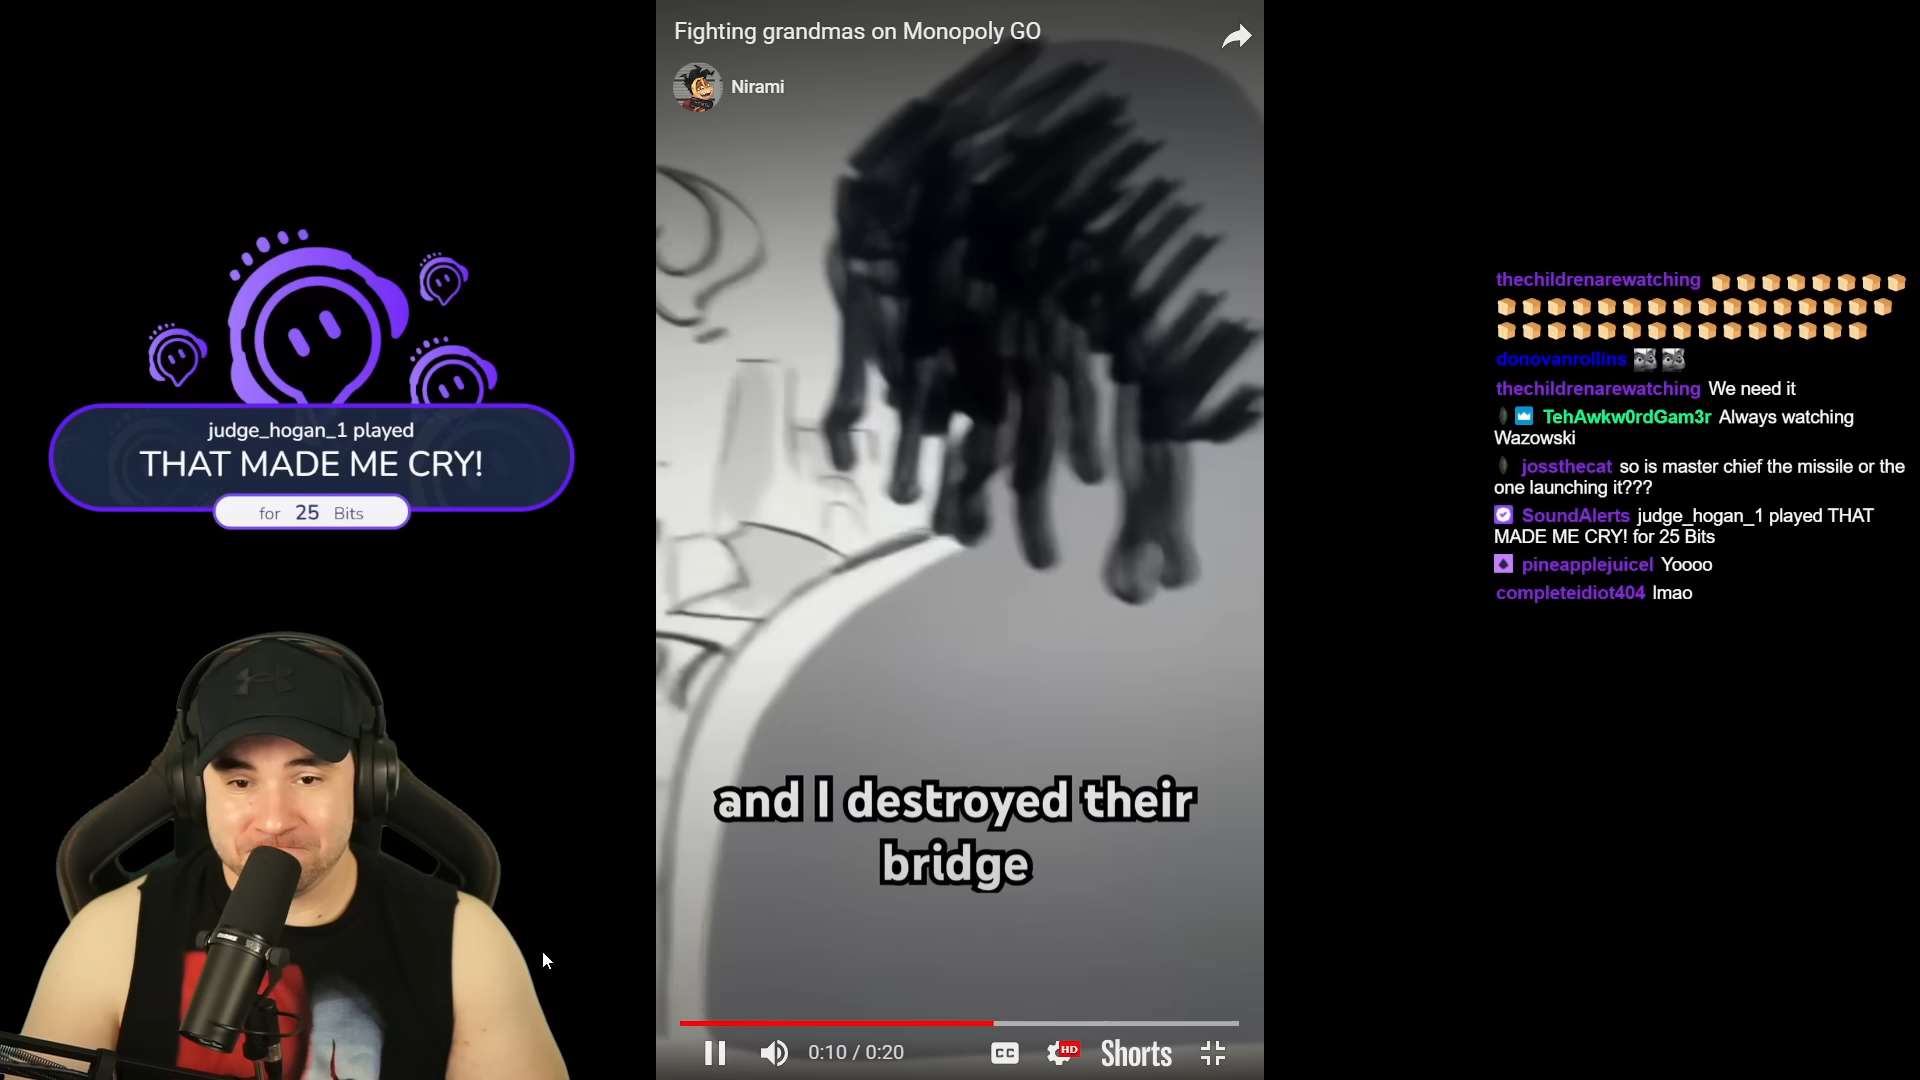 Fighting grandmas on Monopoly GO
Nirami
judge_hogan_1 played
THAT MADE ME CRY!
for 25 Bits
and I destroyed their
bridge
0:10 / 0:20
CC
HD
Shorts
thechildrenarewatching
donovanrollins
thechildrenarewatching We need it
TehAwkw0rdGam3r Always watching
Wazowski
jossthecat so is master chief the missile or the
one launching it???
SoundAlerts judge_hogan_1 played THAT
MADE ME CRY! for 25 Bits
pineapplejuicel Yoooo
completeidiot404 lmao